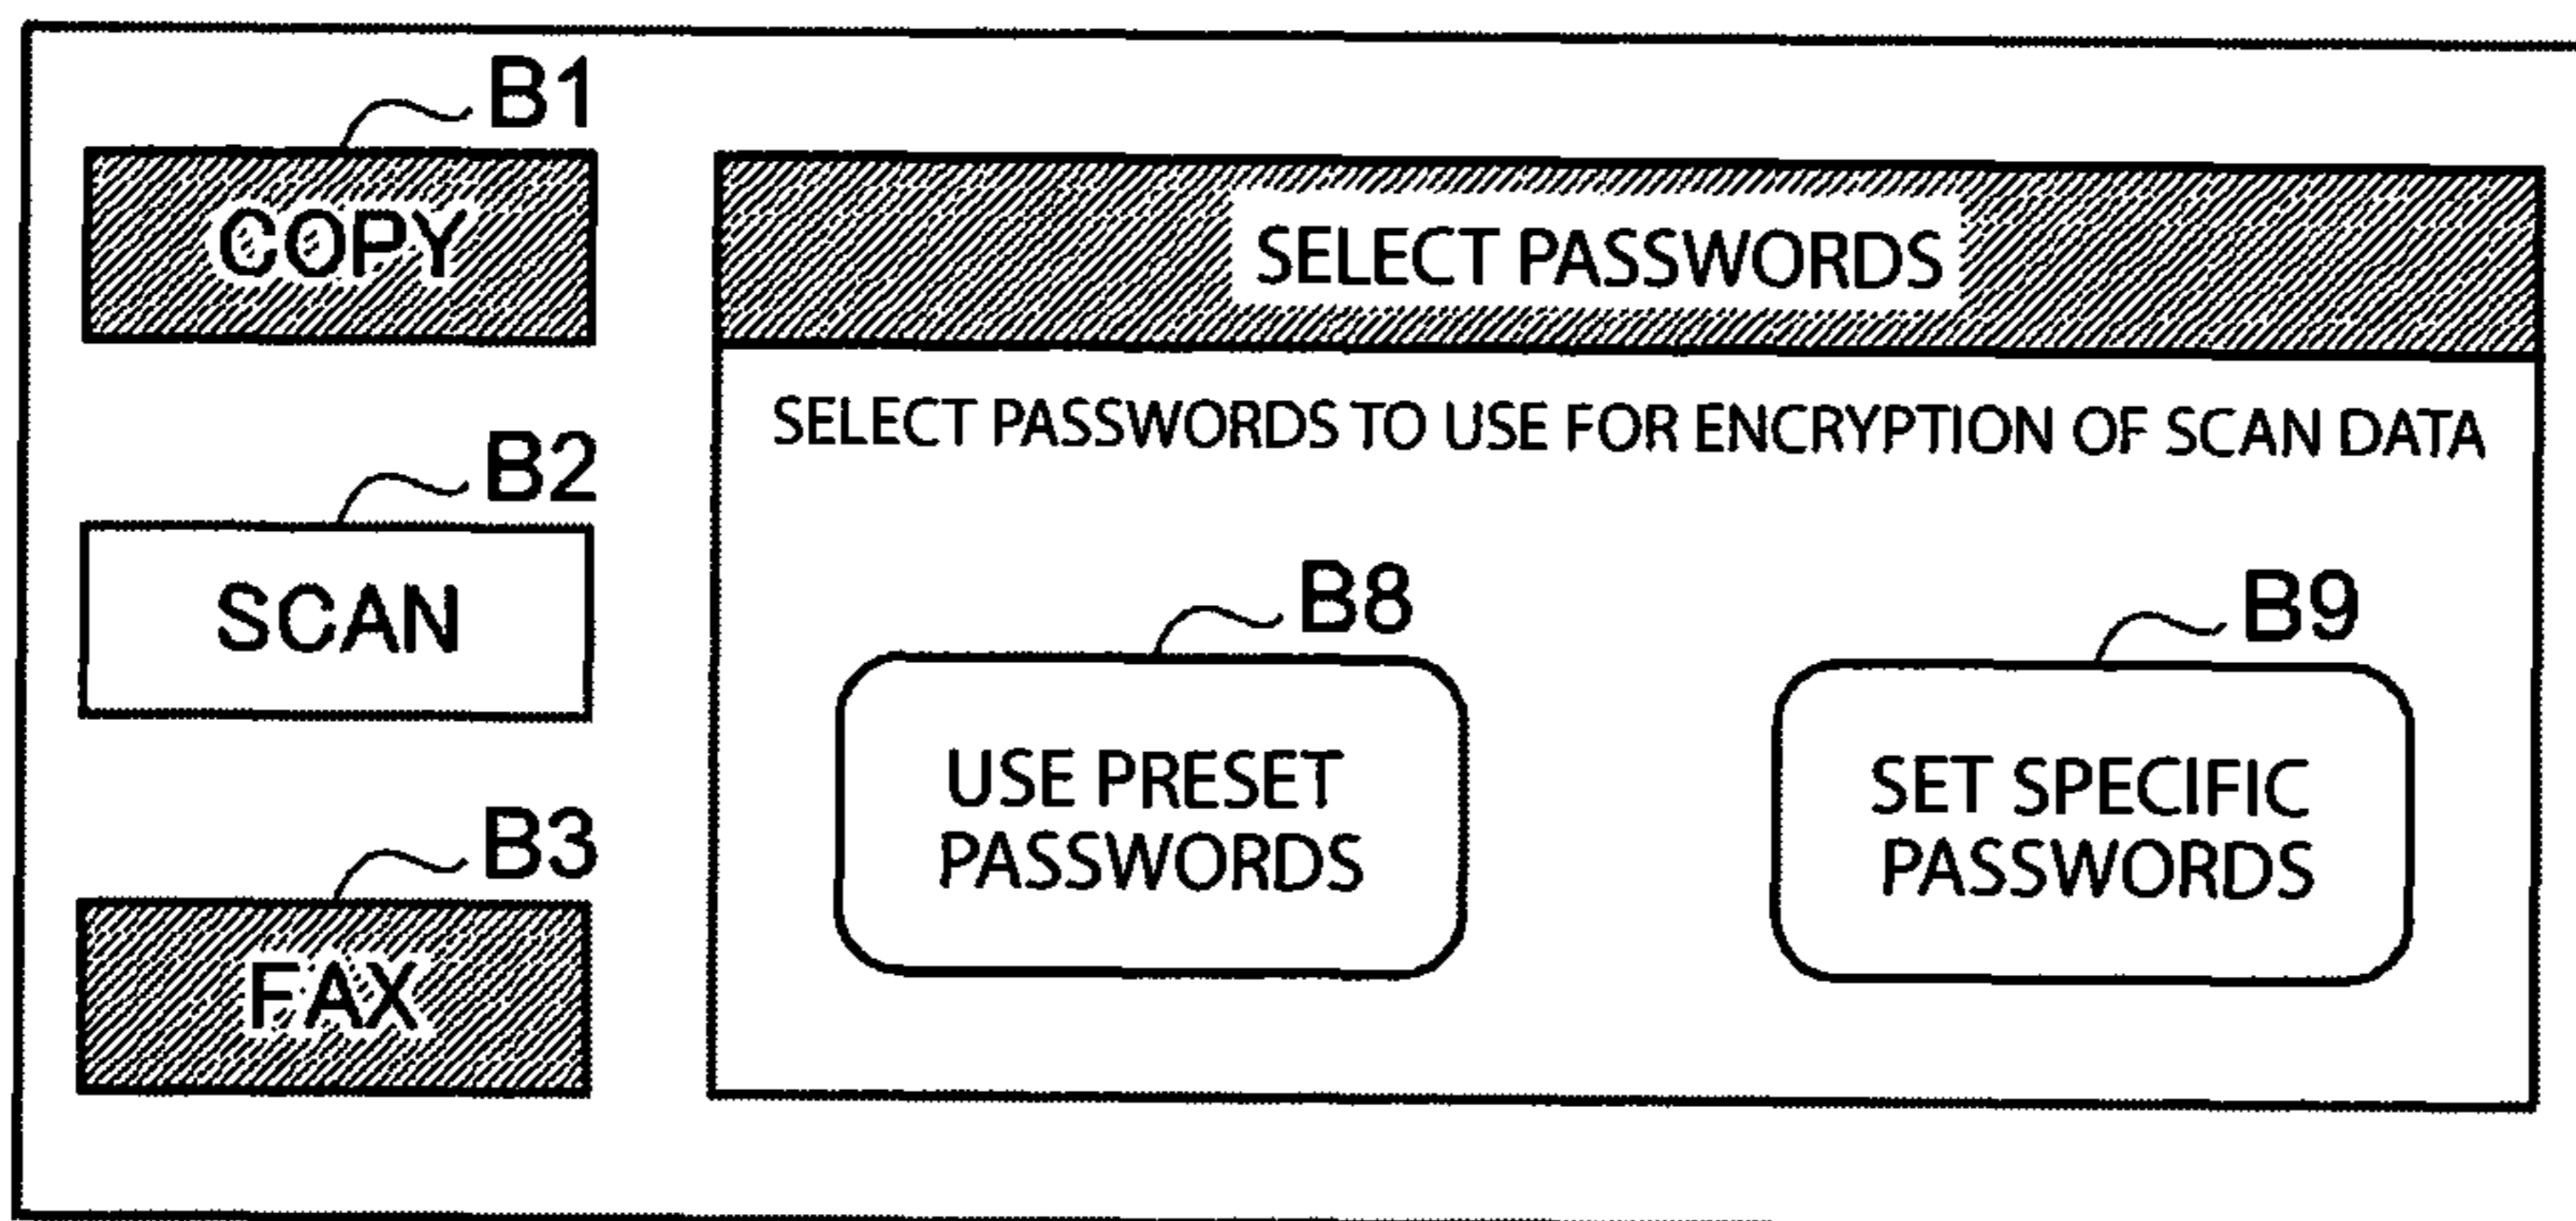 B1
COPY
B2
SCAN
B3
FAX
SELECT PASSWORDS
SELECT PASSWORDS TO USE FOR ENCRYPTION OF SCAN DATA
B8
USE PRESET
PASSWORDS
B9
SET SPECIFIC
PASSWORDS